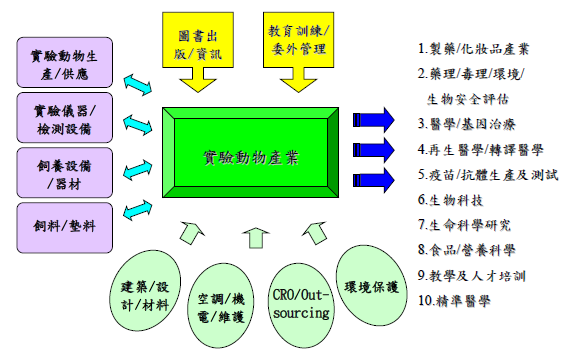 圖書出
版/資訊
教育訓練/
委外管理
實驗動物生
產/供應
實驗儀器/
檢測設備
飼養設備
/器材
飼料/墊料
實驗動物產業
1.製藥/化妝品產業
2.藥理/毒理/環境/
生物安全評估
3.醫學/基因治療
4.再生醫學/轉譯醫學
5.疫苗/抗體生產及測試
6.生物科技
7.生命科學研究
8.食品/營養科學
9.教學及人才培訓
10.精準醫學
建築/設
計/材料
空調/機
電/維護
CRO/Out-
sourcing
環境保護